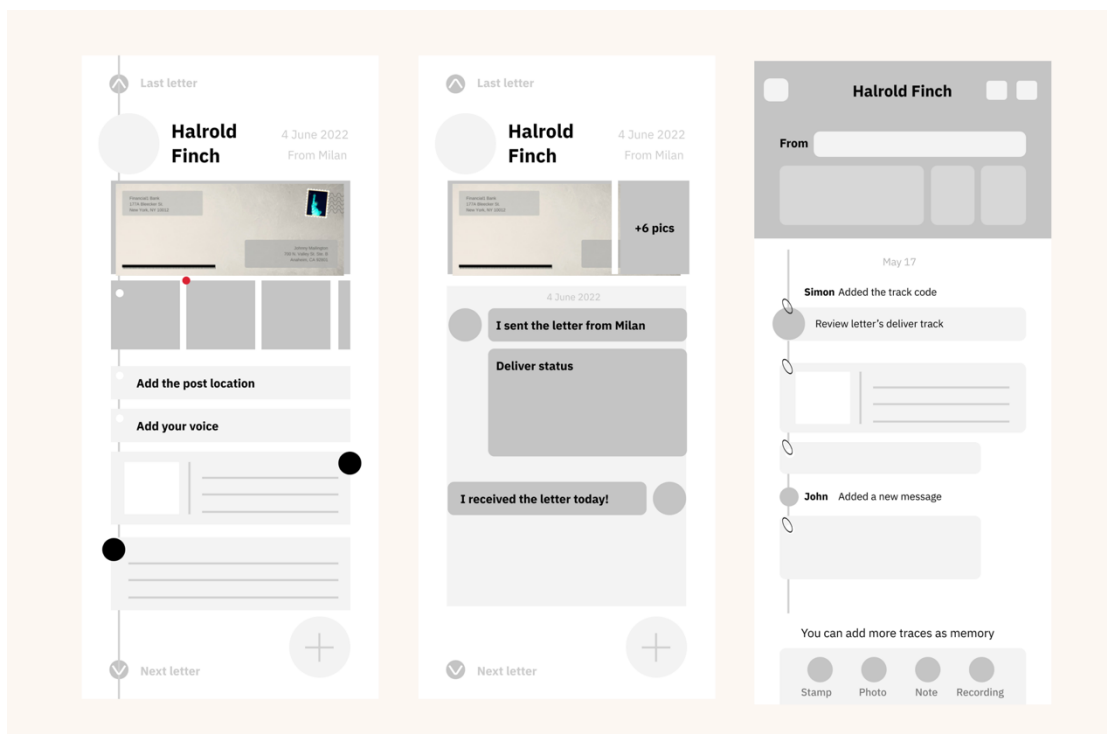 Last letter
Halrold
Finch
4 June 2022
From Milan
Add the post location
Add your voice
Next letter
Last letter
Halrold
Finch
4 June 2022
From Milan
+6 pics
4 June 2022
I sent the letter from Milan
Deliver status
I received the letter today!
Next letter
Halrold Finch
From
May 17
Simon Added the track code
Review letter's deliver track
John Added a new message
You can add more traces as memory
Stamp Photo Note Recording